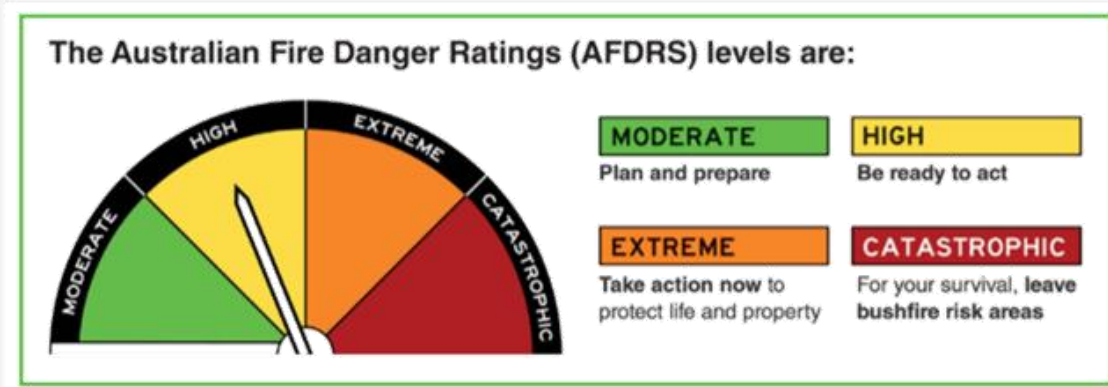 The Australian Fire Danger Ratings (AFDRS) levels are:
MODERATE
HIGH
EXTREME
CATASTROPHIC
MODERATE
Plan and prepare
HIGH
Be ready to act
EXTREME
Take action now to
protect life and property
CATASTROPHIC
For your survival, leave
bushfire risk areas